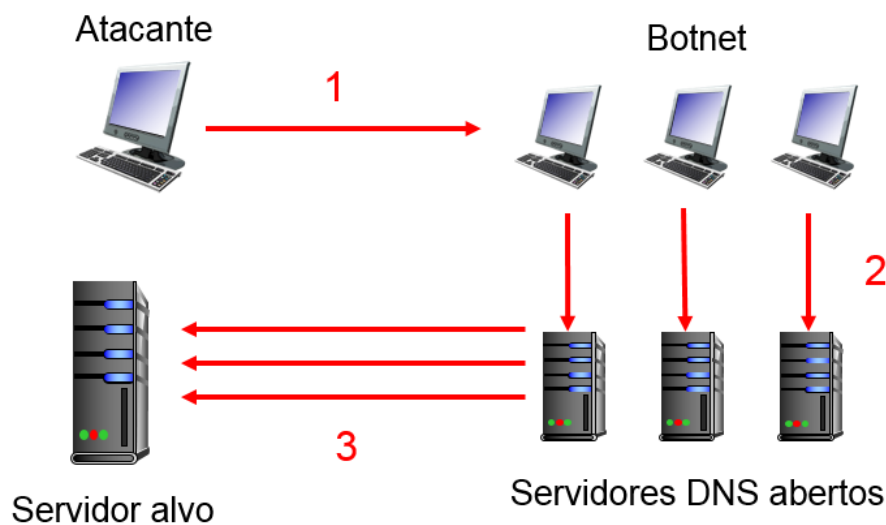 Atacante
Botnet
1
2
3
Servidor alvo
Servidores DNS abertos